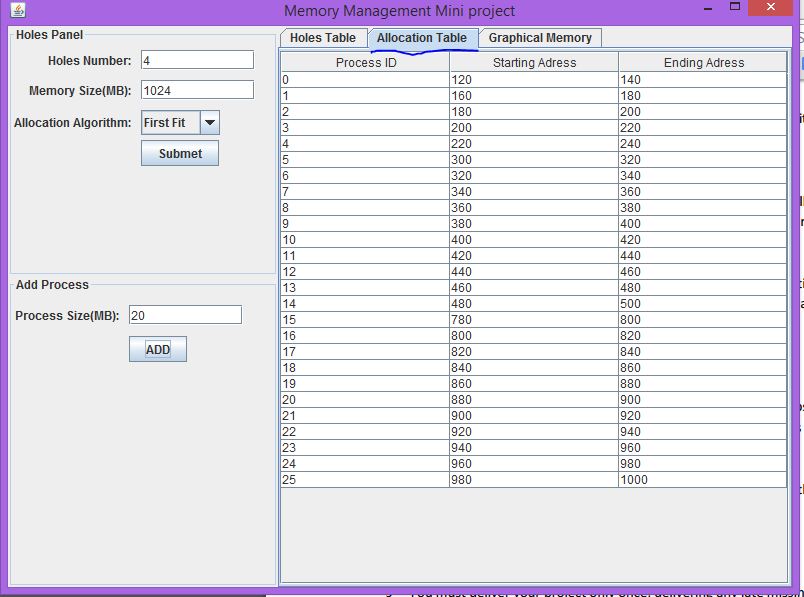 Memory Management Mini project
Holes Panel
Holes Number: 4
Memory Size(MB): 1024
Allocation Algorithm: First Fit
Submet
Add Process
Process Size(MB): 20
ADD
Holes Table Allocation Table Graphical Memory
Process ID Starting Adress Ending Adress
0 120 140
1 160 180
2 180 200
3 200 220
4 220 240
5 300 320
6 320 340
7 340 360
8 360 380
9 380 400
10 400 420
11 420 440
12 440 460
13 460 480
14 480 500
15 780 800
16 800 820
17 820 840
18 840 860
19 860 880
20 880 900
21 900 920
22 920 940
23 940 960
24 960 980
25 980 1000